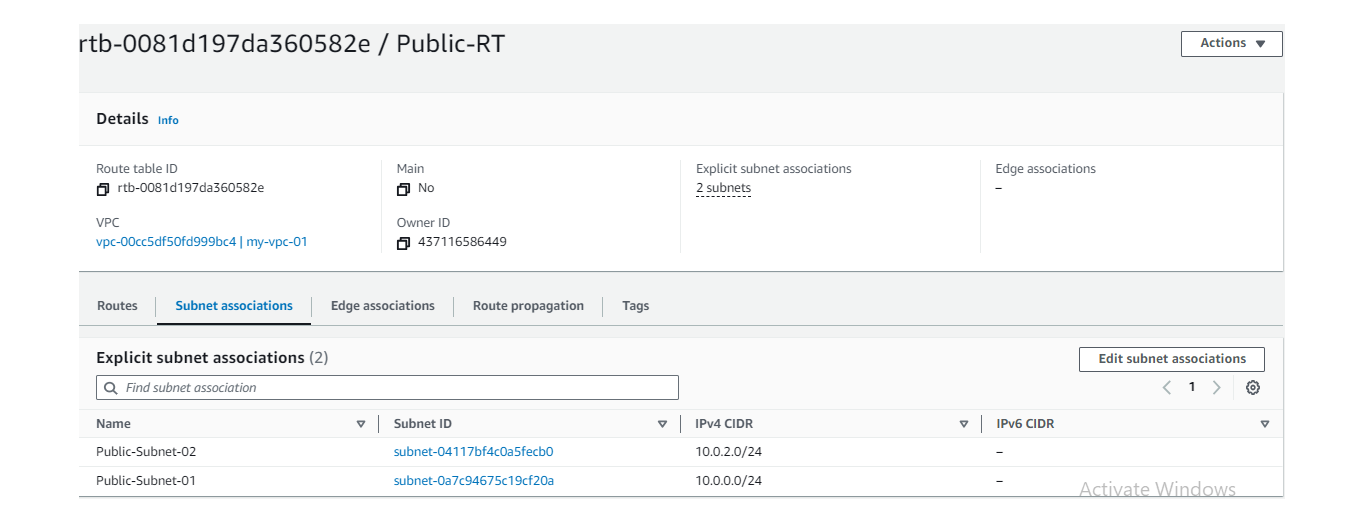 rtb-0081d197da360582e / Public-RT
Actions
Details Info
Route table ID
rtb-0081d197da360582e
Main
No
Explicit subnet associations
2 subnets
Edge associations
–
VPC
vpc-00cc5df50fd999bc4 | my-vpc-01
Owner ID
437116586449
Routes Subnet associations Edge associations Route propagation Tags
Explicit subnet associations (2)
Edit subnet associations
Find subnet association
1
Name Subnet ID IPv4 CIDR IPv6 CIDR
Public-Subnet-02 subnet-04117bf4c0a5fecb0 10.0.2.0/24 –
Public-Subnet-01 subnet-0a7c94675c19cf20a 10.0.0.0/24 –
Activate Windows